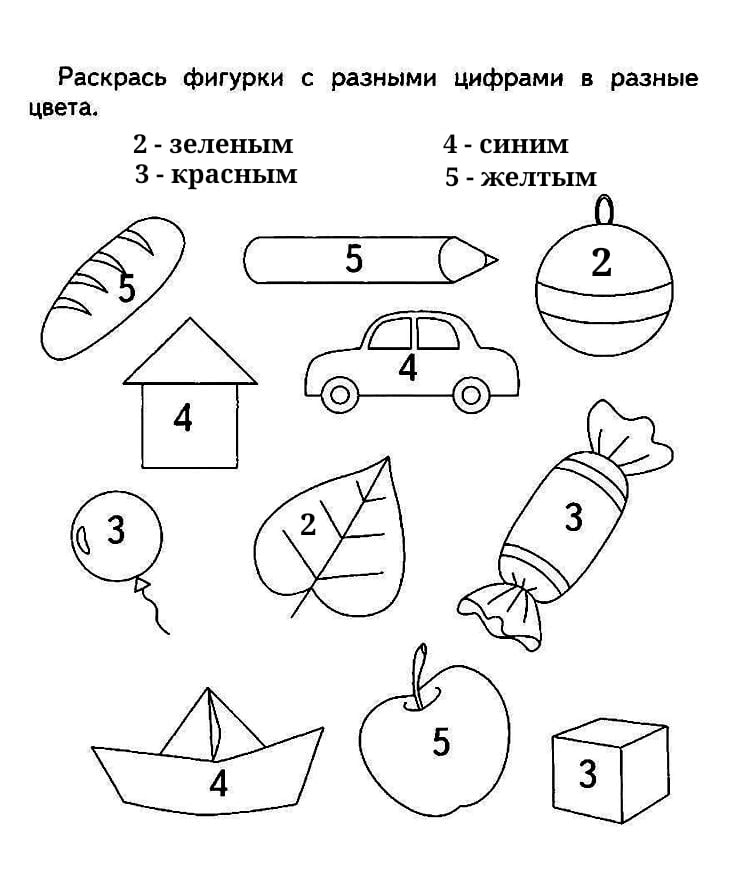 Раскрась фигурки с разными цифрами в разные
цвета.
2 - зеленым 4 - синим
3 - красным 5 - желтым
5 5 2
4 4
3 2 3
4 5 3